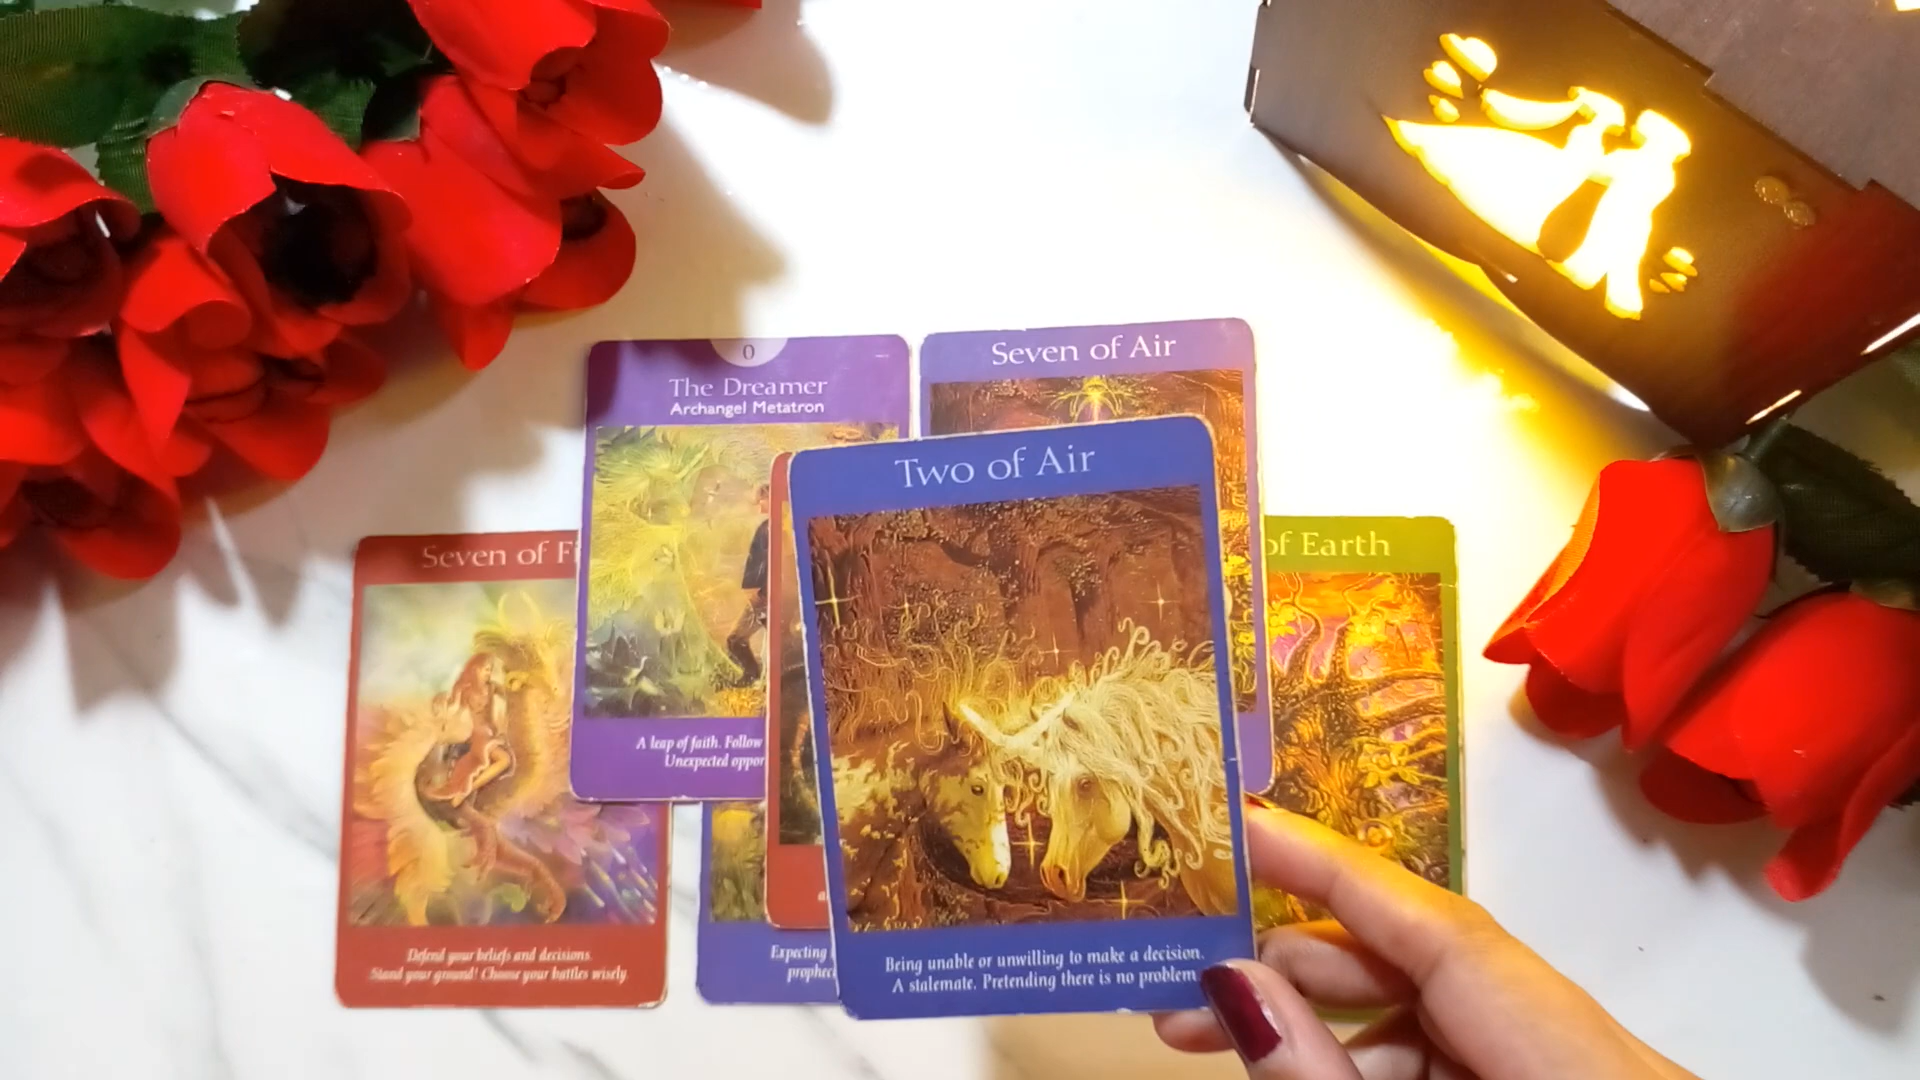 0
The Dreamer
Archangel Metatron
A leap of faith. Follow
Unexpected
Seven of Air
Two of Air
Being unable or unwilling to make a decision.
A stalemate. Pretending there is no problem
Seven of
Defend your beliefs and decisions.
Stand your ground! Choose your battles wisely
Expecting
of Earth